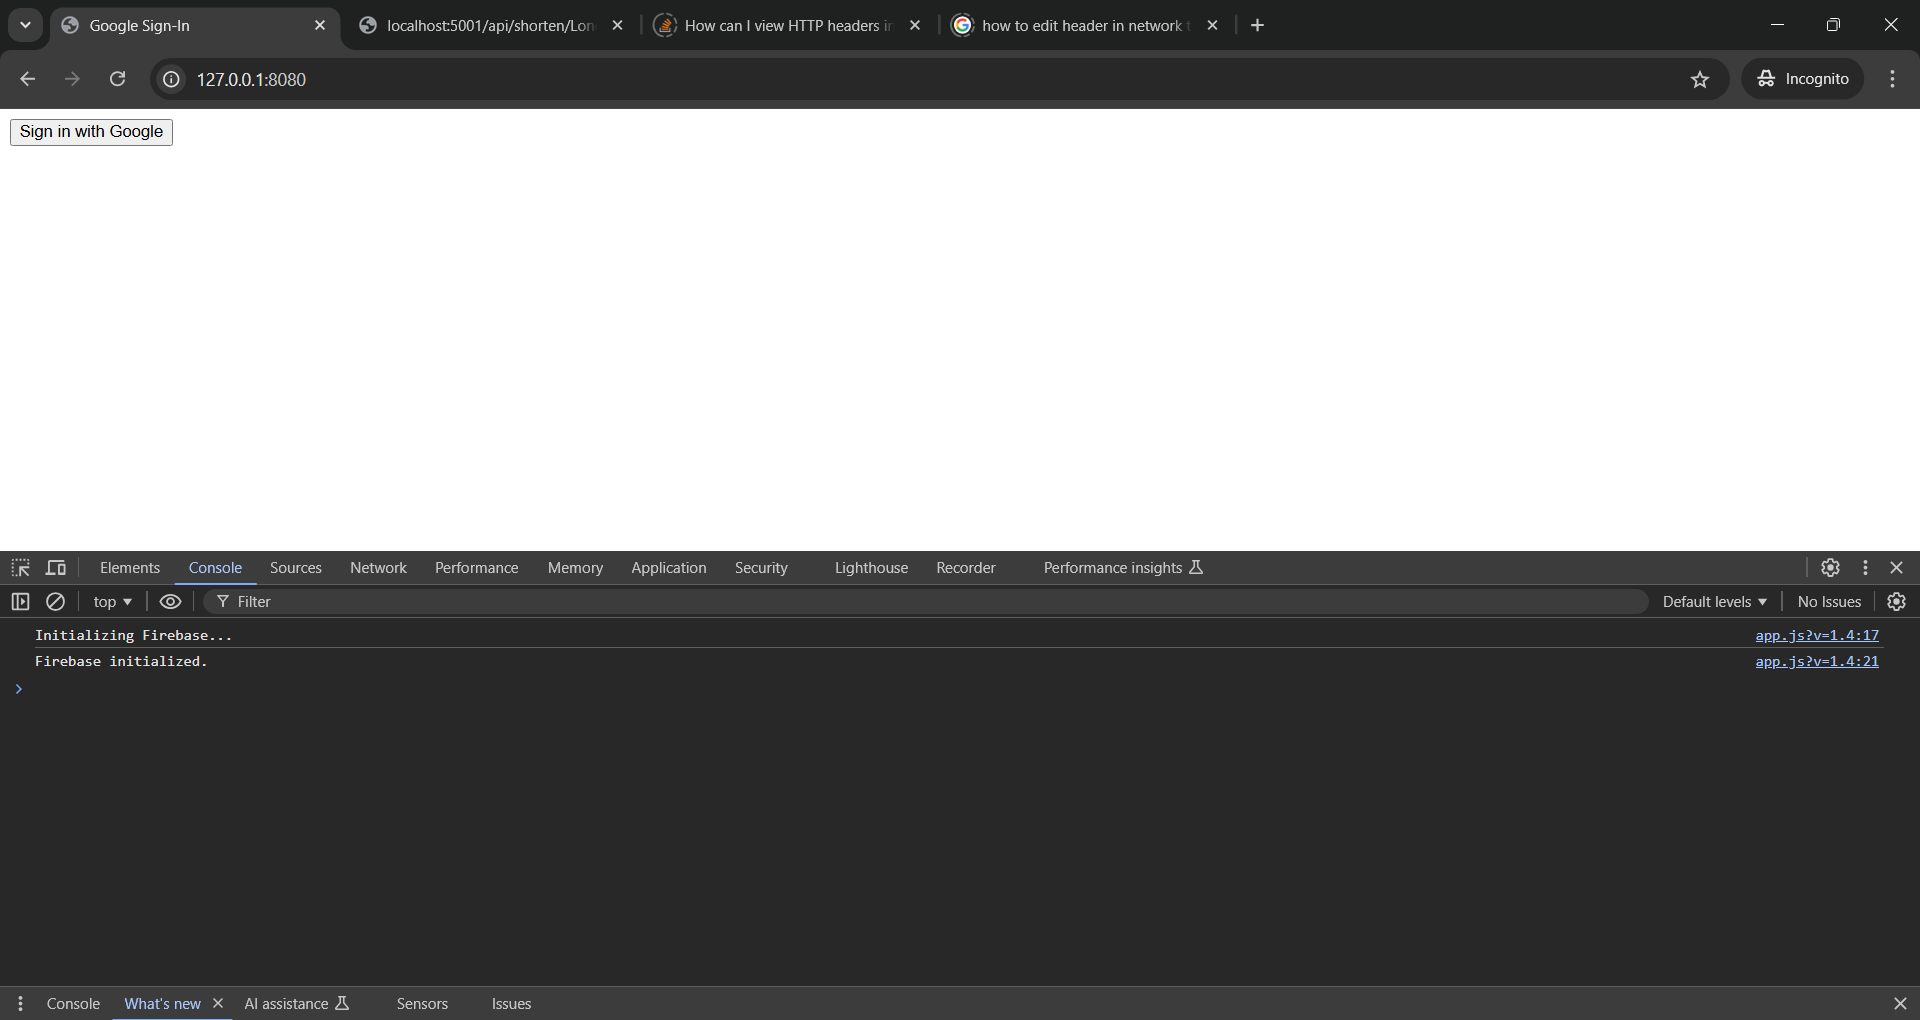 Google Sign-In
localhost:5001/api/shorten/Lon
How can I view HTTP headers in
how to edit header in network t
127.0.0.1:8080
Incognito
Sign in with Google
Elements Console Sources Network Performance Memory Application Security Lighthouse Recorder Performance insights
top Filter Default levels No Issues
Initializing Firebase... app.js?v=1.4:17
Firebase initialized. app.js?v=1.4:21
Console What's new AI assistance Sensors Issues